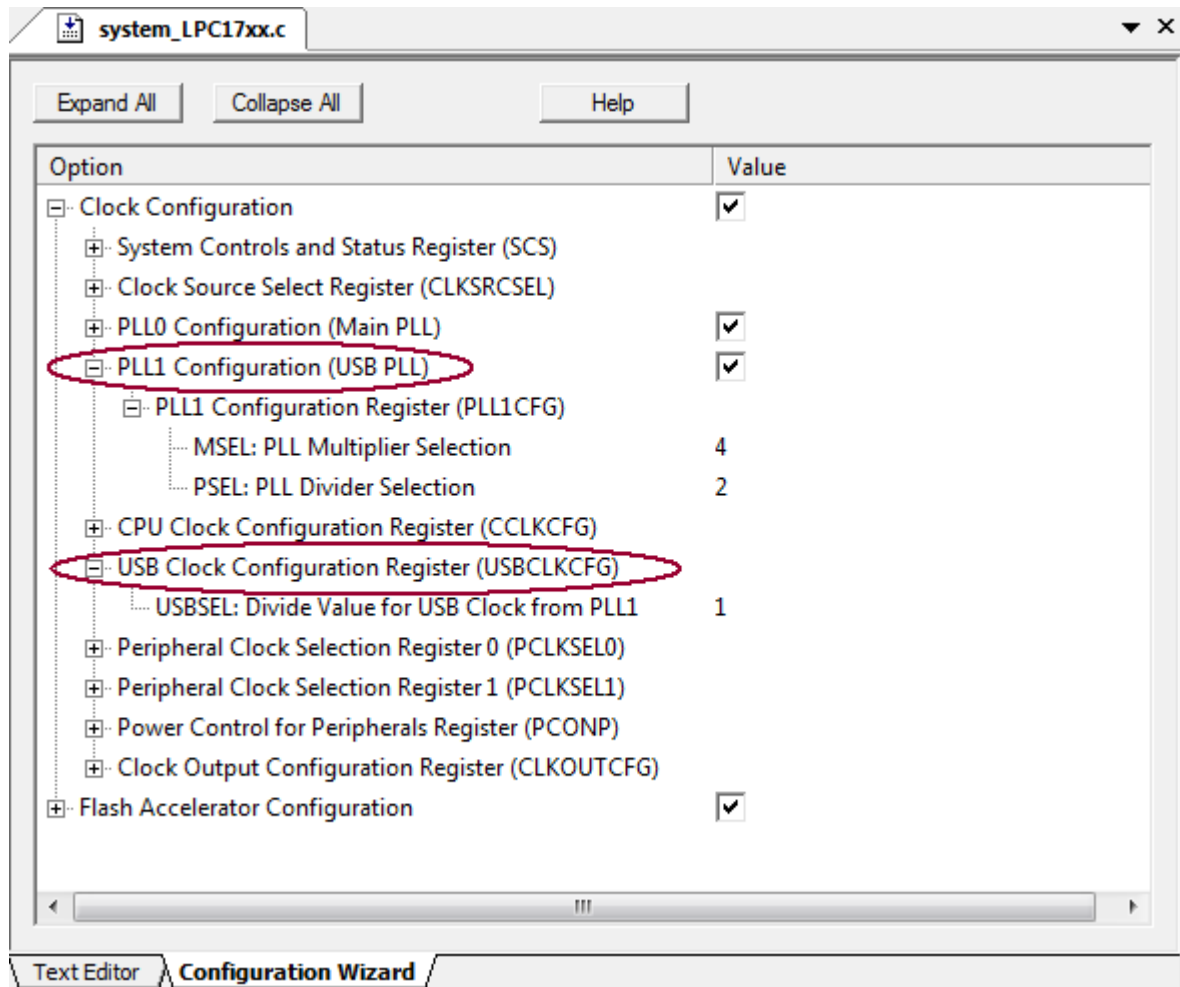 system_LPC17xx.c
Expand All Collapse All Help
Option Value
Clock Configuration
System Controls and Status Register (SCS)
Clock Source Select Register (CLKSRCSEL)
PLL0 Configuration (Main PLL)
PLL1 Configuration (USB PLL)
PLL1 Configuration Register (PLL1CFG)
MSEL: PLL Multiplier Selection 4
PSEL: PLL Divider Selection 2
CPU Clock Configuration Register (CCLKCFG)
USB Clock Configuration Register (USBCLKCFG)
USBSEL: Divide Value for USB Clock from PLL1 1
Peripheral Clock Selection Register 0 (PCLKSEL0)
Peripheral Clock Selection Register 1 (PCLKSEL1)
Power Control for Peripherals Register (PCONP)
Clock Output Configuration Register (CLKOUTCFG)
Flash Accelerator Configuration
Text Editor Configuration Wizard